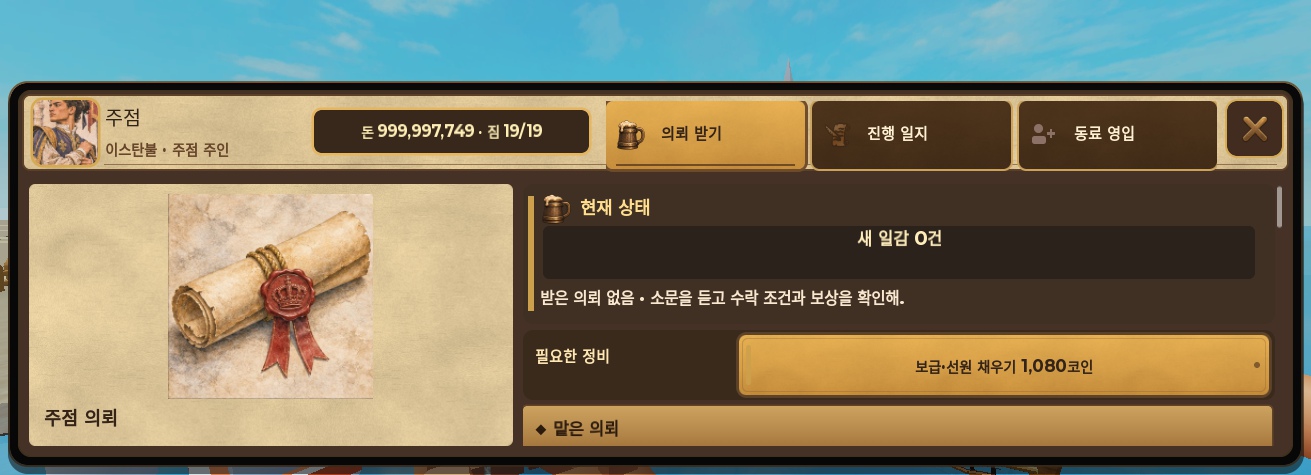 주점
이스탄불 • 주점 주인
돈 999,997,749 · 짐 19/19
의뢰 받기
진행 일지
동료 영입
주점 의뢰
현재 상태
새 일감 0건
받은 의뢰 없음 • 소문을 듣고 수락 조건과 보상을 확인해.
필요한 정비
보급·선원 채우기 1,080코인
◆ 맡은 의뢰